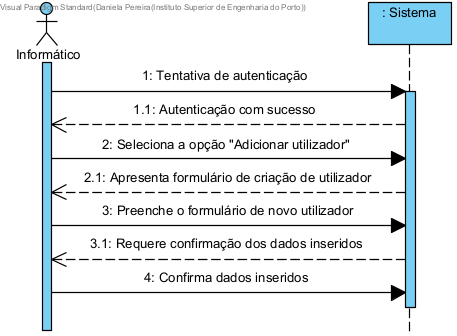 Visual Paradigm Standard(Daniela Pereira(Instituto Superior de Engenharia do Porto))
: Sistema
Informático
1: Tentativa de autenticação
1.1: Autenticação com sucesso
2: Seleciona a opção "Adicionar utilizador"
2.1: Apresenta formulário de criação de utilizador
3: Preenche o formulário de novo utilizador
3.1: Requere confirmação dos dados inseridos
4: Confirma dados inseridos